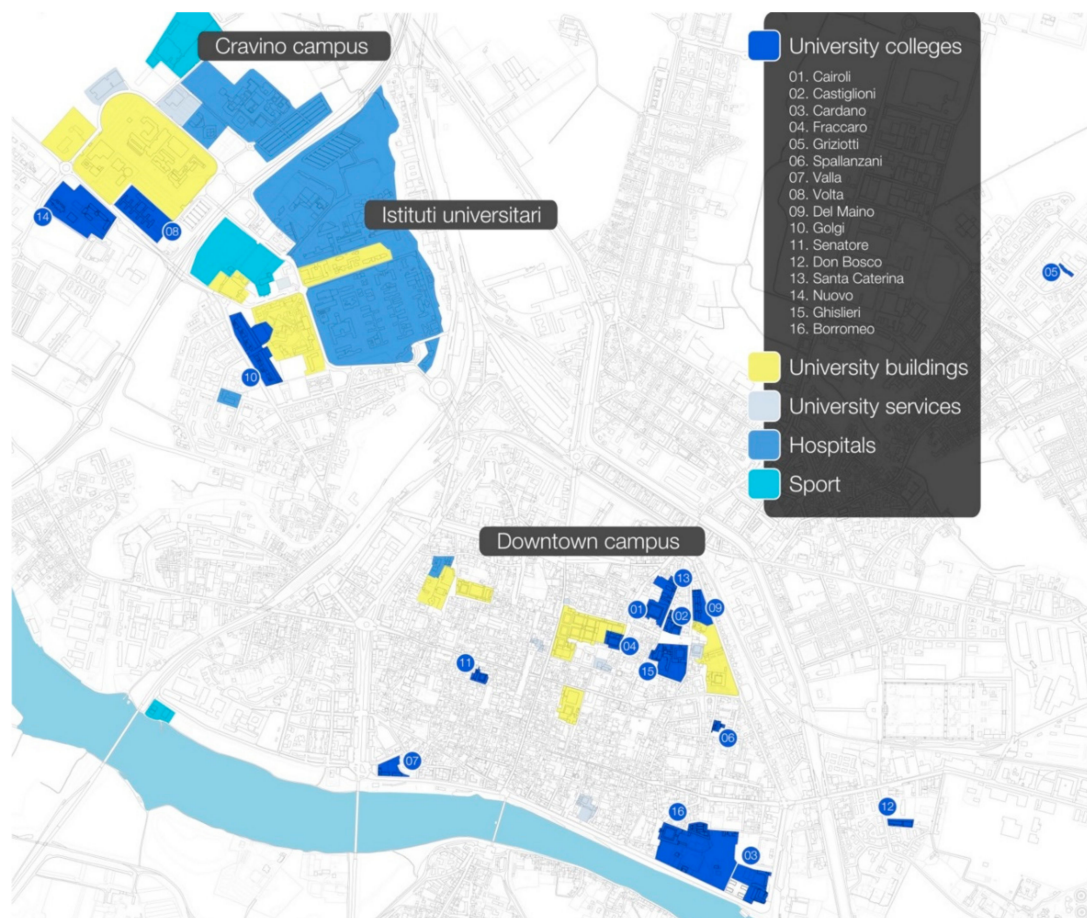 Cravino campus
Istituti universitari
Downtown campus
University colleges
01. Cairoli
02. Castiglioni
03. Cardano
04. Fraccaro
05. Griziotti
06. Spallanzani
07. Valla
08. Volta
09. Del Maino
10. Golgi
11. Senatore
12. Don Bosco
13. Santa Caterina
14. Nuovo
15. Ghislieri
16. Borromeo
University buildings
University services
Hospitals
Sport
14
08
05
10
13
01
02
09
04
15
11
06
07
16
12
03